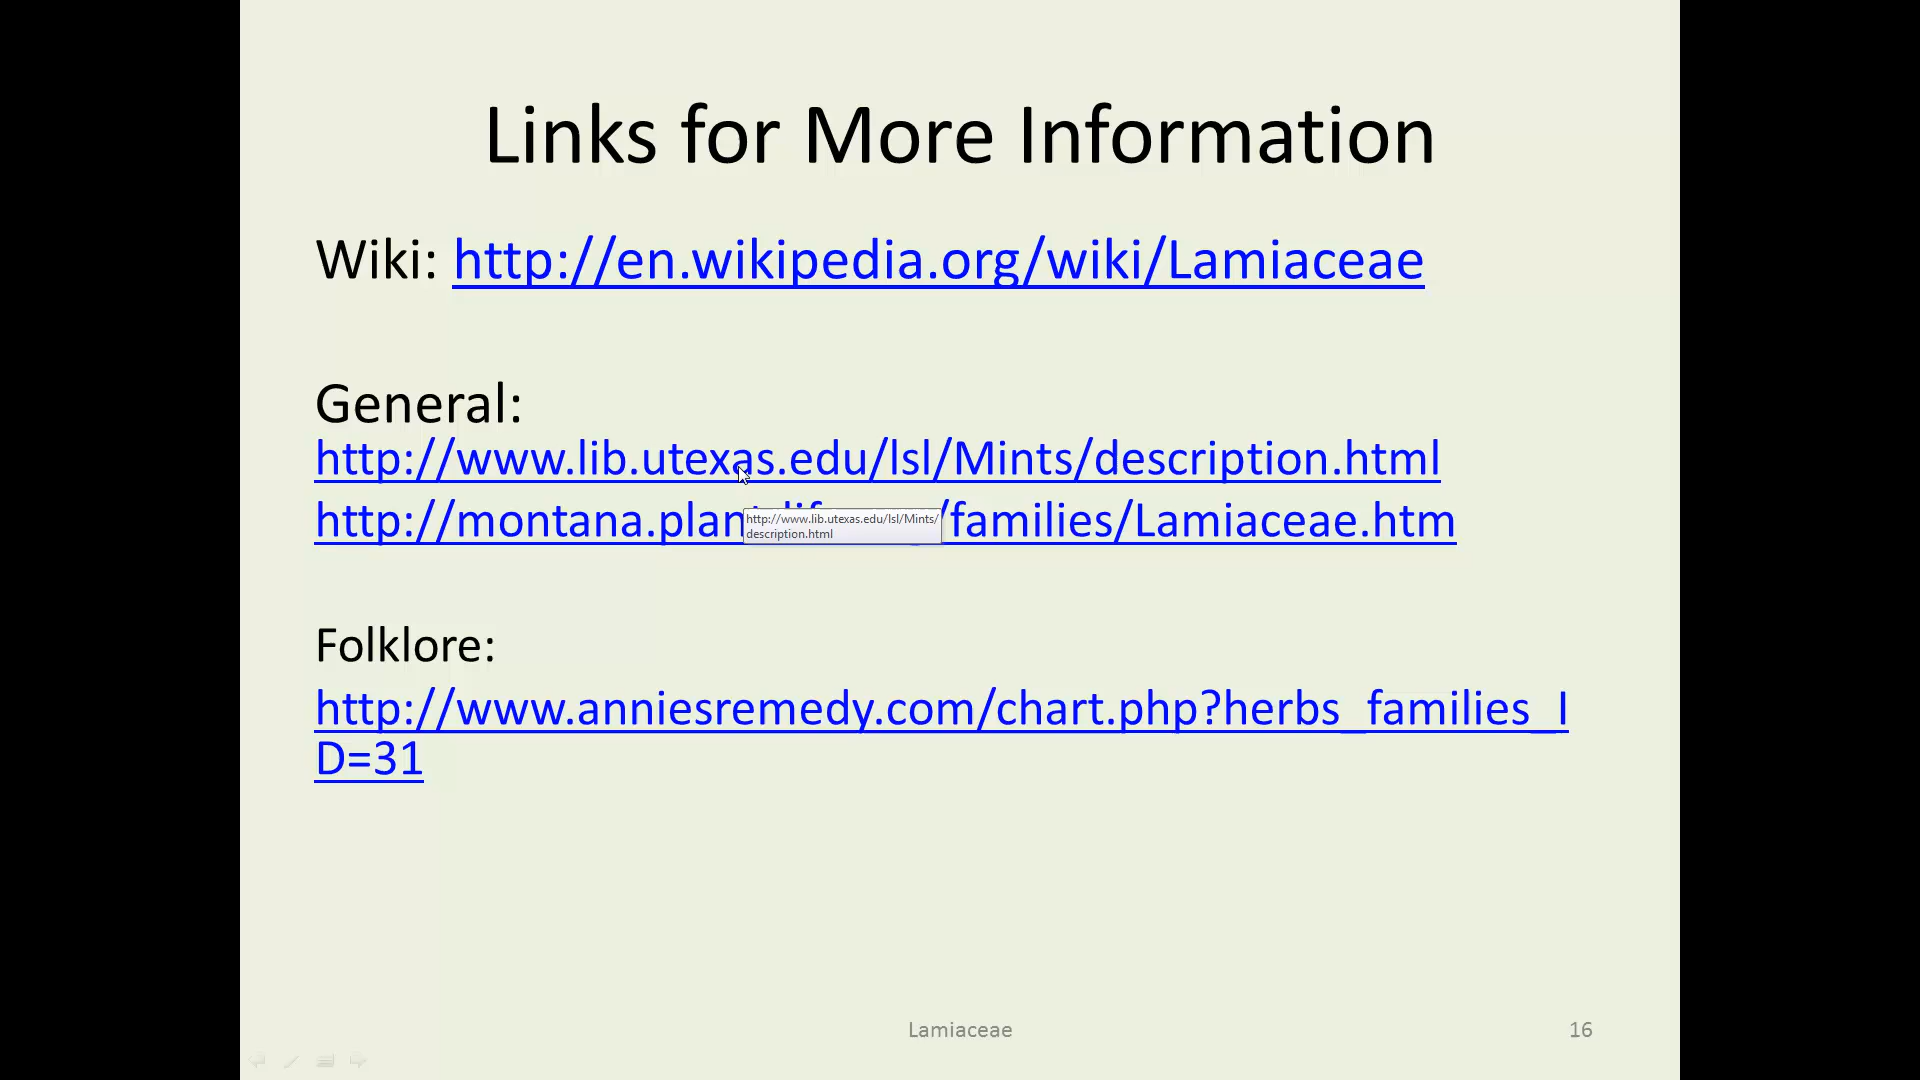 Links for More Information
Wiki: http://en.wikipedia.org/wiki/Lamiaceae
General:
http://www.lib.utexas.edu/lsl/Mints/description.html
http://montana.plant /families/Lamiaceae.htm
http://www.lib.utexas.edu/lsl/Mints/
description.html
Folklore:
http://www.anniesremedy.com/chart.php?herbs_families_I
D=31
Lamiaceae
16